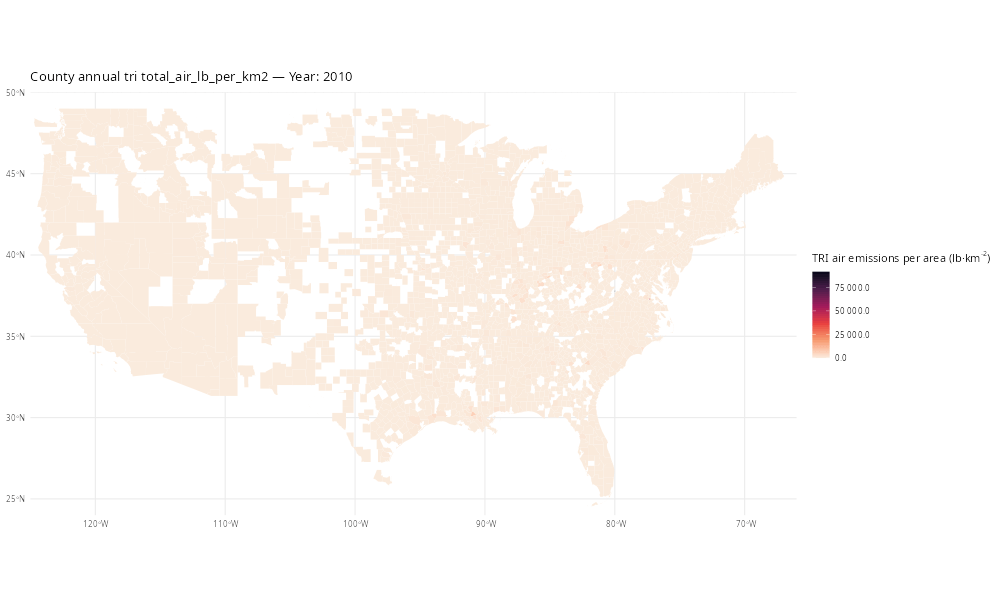 County annual tri total_air_lb_per_km2 — Year: 2010
50°N
45°N
40°N
35°N
30°N
25°N
120°W
110°W
100°W
90°W
80°W
70°W
TRI air emissions per area (lb·km⁻²)
75 000.0
50 000.0
25 000.0
0.0